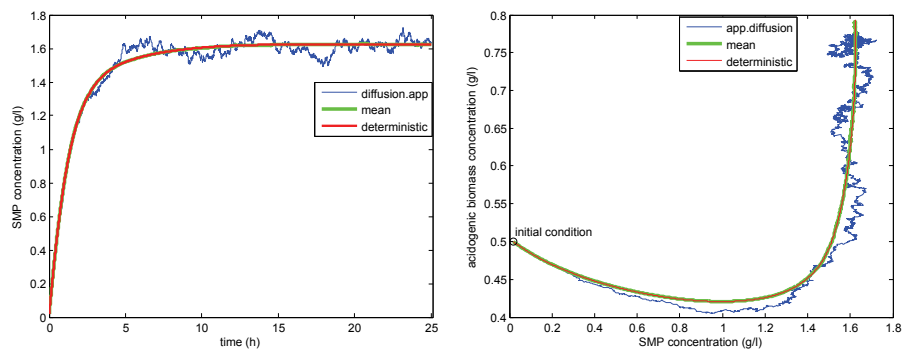 1.8
1.6
1.4
1.2
1
0.8
0.6
0.4
0.2
0
SMP concentration (g/l)
0 5 10 15 20 25
time (h)
diffusion.app
mean
deterministic
0.8
0.75
0.7
0.65
0.6
0.55
0.5
0.45
0.4
acidogenic biomass concentration (g/l)
app.diffusion
mean
deterministic
initial condition
0 0.2 0.4 0.6 0.8 1.0 1.2 1.4 1.6 1.8
SMP concentration (g/l)